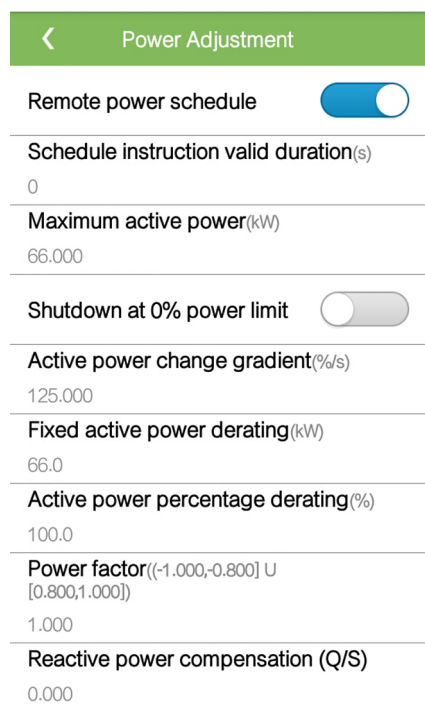 Power Adjustment
Remote power schedule
Schedule instruction valid duration(s)
0
Maximum active power(kW)
66.000
Shutdown at 0% power limit
Active power change gradient(%/s)
125.000
Fixed active power derating(kW)
66.0
Active power percentage derating(%)
100.0
Power factor((-1.000,-0.800] U
[0.800,1.000])
1.000
Reactive power compensation (Q/S)
0.000